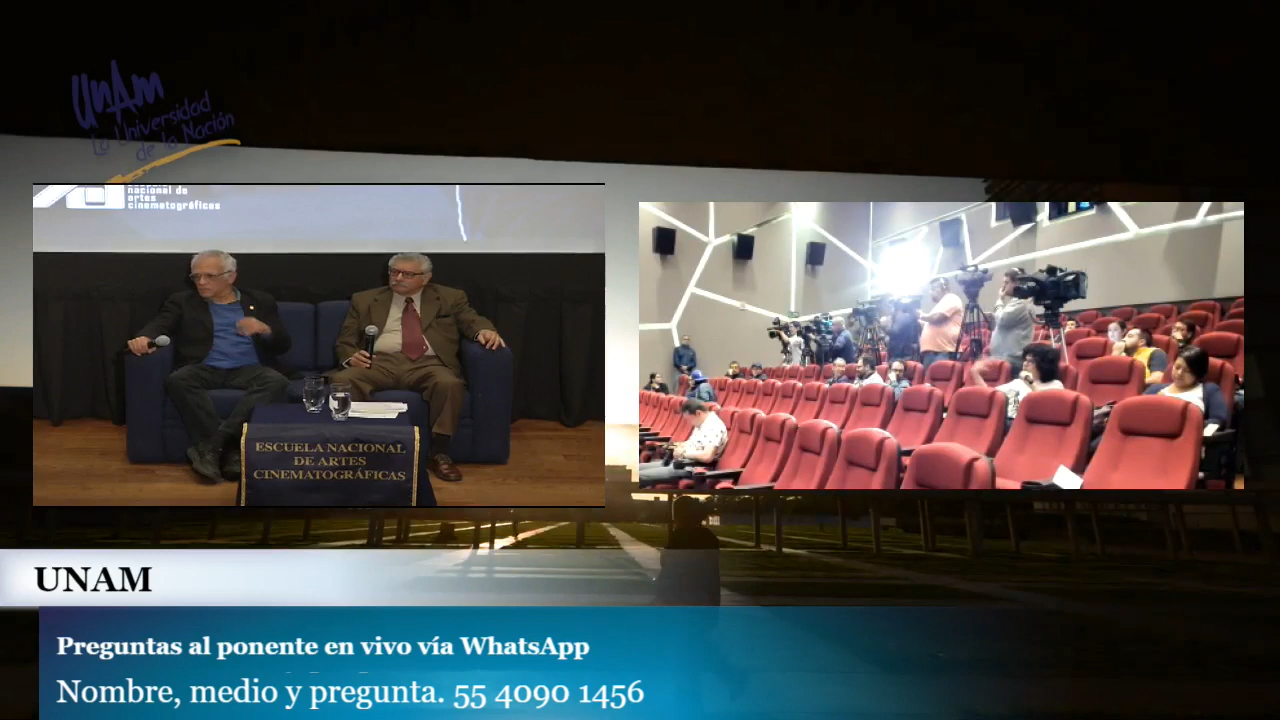 UNAM
La Universidad
de la Nación
nacional de
artes
cinematográficas
ESCUELA NACIONAL
DE ARTES
CINEMATOGRÁFICAS
UNAM
Preguntas al ponente en vivo vía WhatsApp
Nombre, medio y pregunta. 55 4090 1456